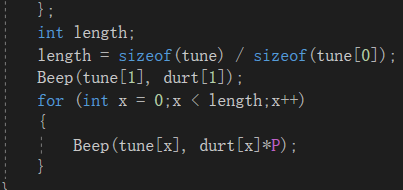 };
int length;
length = sizeof(tune) / sizeof(tune[0]);
Beep(tune[1], durt[1]);
for (int x = 0;x < length;x++)
{
Beep(tune[x], durt[x]*P);
}
}